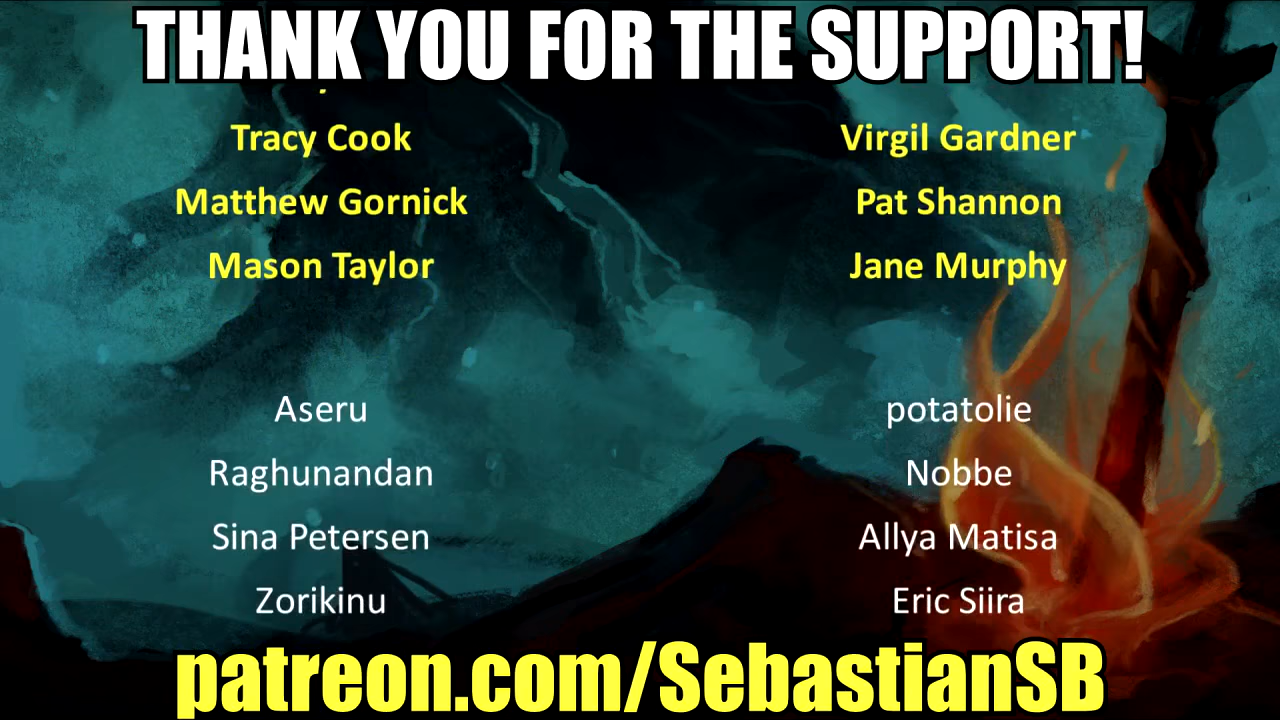 THANK YOU FOR THE SUPPORT!
Tracy Cook
Virgil Gardner
Matthew Gornick
Pat Shannon
Mason Taylor
Jane Murphy
Aseru
potatolie
Raghunandan
Nobbe
Sina Petersen
Allya Matisa
Zorikinu
Eric Siira
patreon.com/SebastianSB